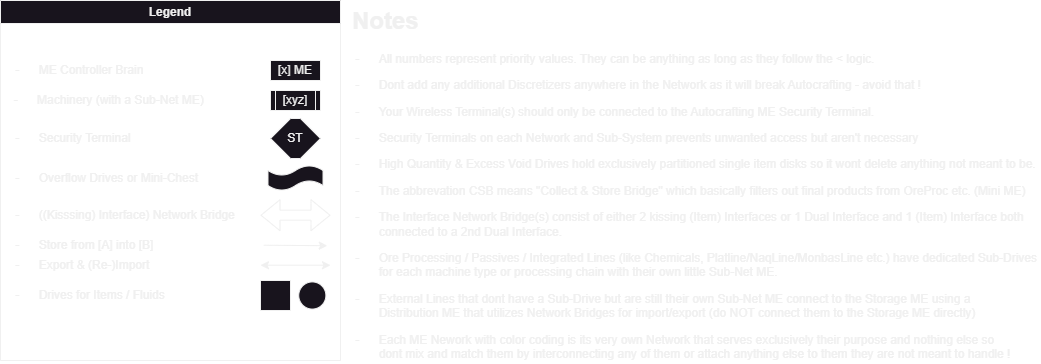 Legend
- ME Controller Brain
[x] ME
- Machinery (with a Sub-Net ME)
[xyz]
- Security Terminal
ST
- Overflow Drives or Mini-Chest
- ((Kisssing) Interface) Network Bridge
- Store from [A] into [B]
- Export & (Re-)Import
- Drives for Items / Fluids
Notes
- All numbers represent priority values. They can be anything as long as they follow the < logic.
- Dont add any additional Discretizers anywhere in the Network as it will break Autocrafting - avoid that !
- Your Wireless Terminal(s) should only be connected to the Autocrafting ME Security Terminal.
- Security Terminals on each Network and Sub-System prevents unwanted access but aren't necessary
- High Quantity & Excess Void Drives hold exclusively partitioned single item disks so it wont delete anything not meant to be.
- The abbrevation CSB means "Collect & Store Bridge" which basically filters out final products from OreProc etc. (Mini ME)
- The Interface Network Bridge(s) consist of either 2 kissing (Item) Interfaces or 1 Dual Interface and 1 (Item) Interface both
connected to a 2nd Dual Interface.
- Ore Processing / Passives / Integrated Lines (like Chemicals, Platline/NaqLine/MonbasLine etc.) have dedicated Sub-Drives
for each machine type or processing chain with their own little Sub-Net ME
- External Lines that dont have a Sub-Drive but are still their own Sub-Net ME connect to the Storage ME using a
Distribution ME that utilizes Network Bridges for import/export (do NOT connect them to the Storage ME directly)
- Each ME Nework with color coding is its very own Network that serves exclusively their purpose and nothing else so
dont mix and match them by interconnecting any of them or attach anything else to them they are not meant to handle !